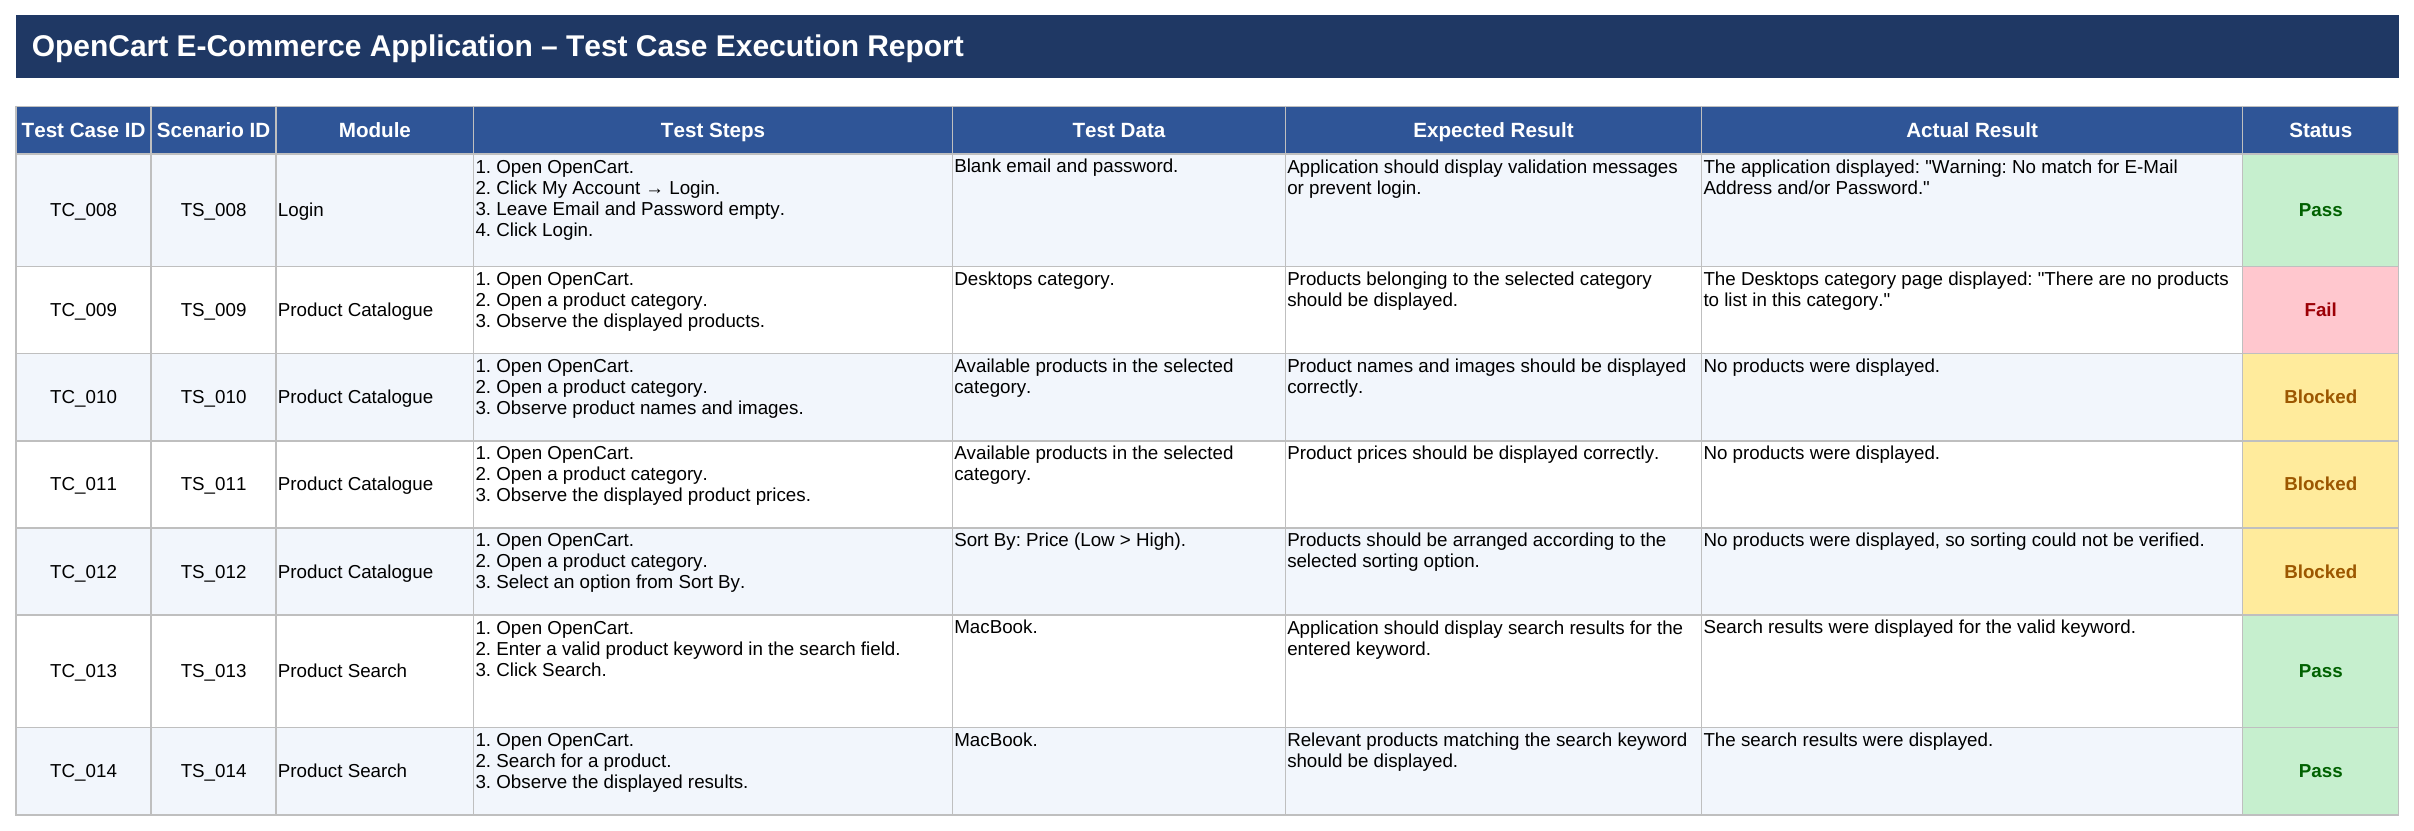 OpenCart E-Commerce Application – Test Case Execution Report
Test Case ID Scenario ID Module Test Steps Test Data Expected Result Actual Result Status
TC_008
TS_008
Login
1. Open OpenCart.
2. Click My Account → Login.
3. Leave Email and Password empty.
4. Click Login.
Blank email and password.
Application should display validation messages
or prevent login.
The application displayed: "Warning: No match for E-Mail
Address and/or Password."
Pass
TC_009
TS_009
Product Catalogue
1. Open OpenCart.
2. Open a product category.
3. Observe the displayed products.
Desktops category.
Products belonging to the selected category
should be displayed.
The Desktops category page displayed: "There are no products
to list in this category."
Fail
TC_010
TS_010
Product Catalogue
1. Open OpenCart.
2. Open a product category.
3. Observe product names and images.
Available products in the selected
category.
Product names and images should be displayed
correctly.
No products were displayed.
Blocked
TC_011
TS_011
Product Catalogue
1. Open OpenCart.
2. Open a product category.
3. Observe the displayed product prices.
Available products in the selected
category.
Product prices should be displayed correctly.
No products were displayed.
Blocked
TC_012
TS_012
Product Catalogue
1. Open OpenCart.
2. Open a product category.
3. Select an option from Sort By.
Sort By: Price (Low > High).
Products should be arranged according to the
selected sorting option.
No products were displayed, so sorting could not be verified.
Blocked
TC_013
TS_013
Product Search
1. Open OpenCart.
2. Enter a valid product keyword in the search field.
3. Click Search.
MacBook.
Application should display search results for the
entered keyword.
Search results were displayed for the valid keyword.
Pass
TC_014
TS_014
Product Search
1. Open OpenCart.
2. Search for a product.
3. Observe the displayed results.
MacBook.
Relevant products matching the search keyword
should be displayed.
The search results were displayed.
Pass